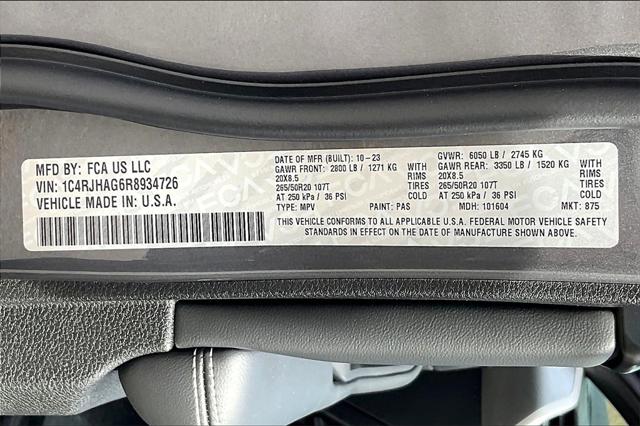 MFD BY: FCA US LLC
VIN: 1C4RJHAG6R8934726
VEHICLE MADE IN: U.S.A.
DATE OF MFR (BUILT): 10-23
GAWR FRONT: 2800 LB / 1271 KG
20X8.5 RIMS
265/50R20 107T TIRE
AT 250 kPa / 36 PSI COLD
TYPE: MPV PAINT: PAS
GVWR: 6050 LB / 2745 KG
GAWR REAR: 3350 LB / 1520 KG
20X8.5 RIMS
265/50R20 107T TIRE
AT 250 kPa / 36 PSI COLD
MDH: 101604 MKT: 875
THIS VEHICLE CONFORMS TO ALL APPLICABLE U.S.A. FEDERAL MOTOR VEHICLE SAFETY
STANDARDS IN EFFECT ON THE DATE OF MANUFACTURE SHOWN ABOVE.